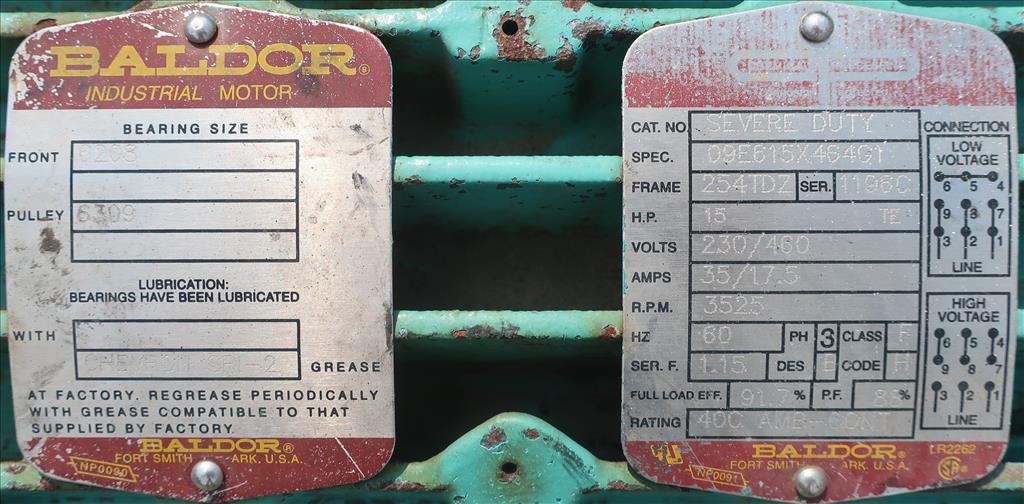 BALDOR®
INDUSTRIAL MOTOR
BEARING SIZE
FRONT 6208
PULLEY 6309
LUBRICATION:
BEARINGS HAVE BEEN LUBRICATED
WITH
GREASE
AT FACTORY. REGREASE PERIODICALLY
WITH GREASE COMPATIBLE TO THAT
SUPPLIED BY FACTORY.
BALDOR®
FORT SMITH ARK. U.S.A.
NP0090
CAT. NO. SEVERE DUTY
SPEC. 09E615X464G1
FRAME 254TDZ SER. 1196C
H.P. 15 TE
VOLTS 230/460
AMPS 35/17.5
R.P.M. 3525
HZ 60 PH 3 CLASS F
SER. F. 1.15 DES CODE H
FULL LOAD EFF. 91.7 % P.F. %
RATING 40C AMB-CONT
CONNECTION
LOW
VOLTAGE
6 5 4
9 8 7
3 2 1
LINE
HIGH
VOLTAGE
6 5 4
9 8 7
3 2 1
LINE
BALDOR® LR2262
FORT SMITH ARK. U.S.A.
NP0091